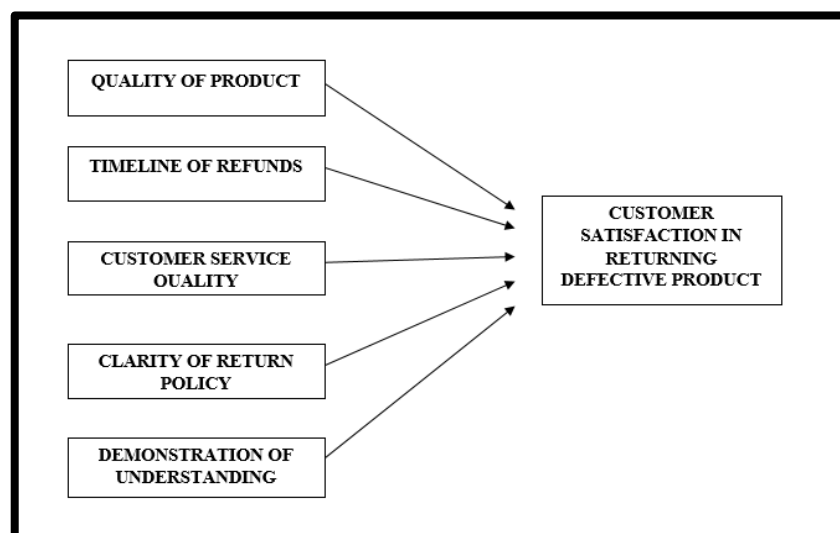 QUALITY OF PRODUCT
TIMELINE OF REFUNDS
CUSTOMER SERVICE
OUALITY
CLARITY OF RETURN
POLICY
DEMONSTRATION OF
UNDERSTANDING
CUSTOMER
SATISFACTION IN
RETURNING
DEFECTIVE PRODUCT